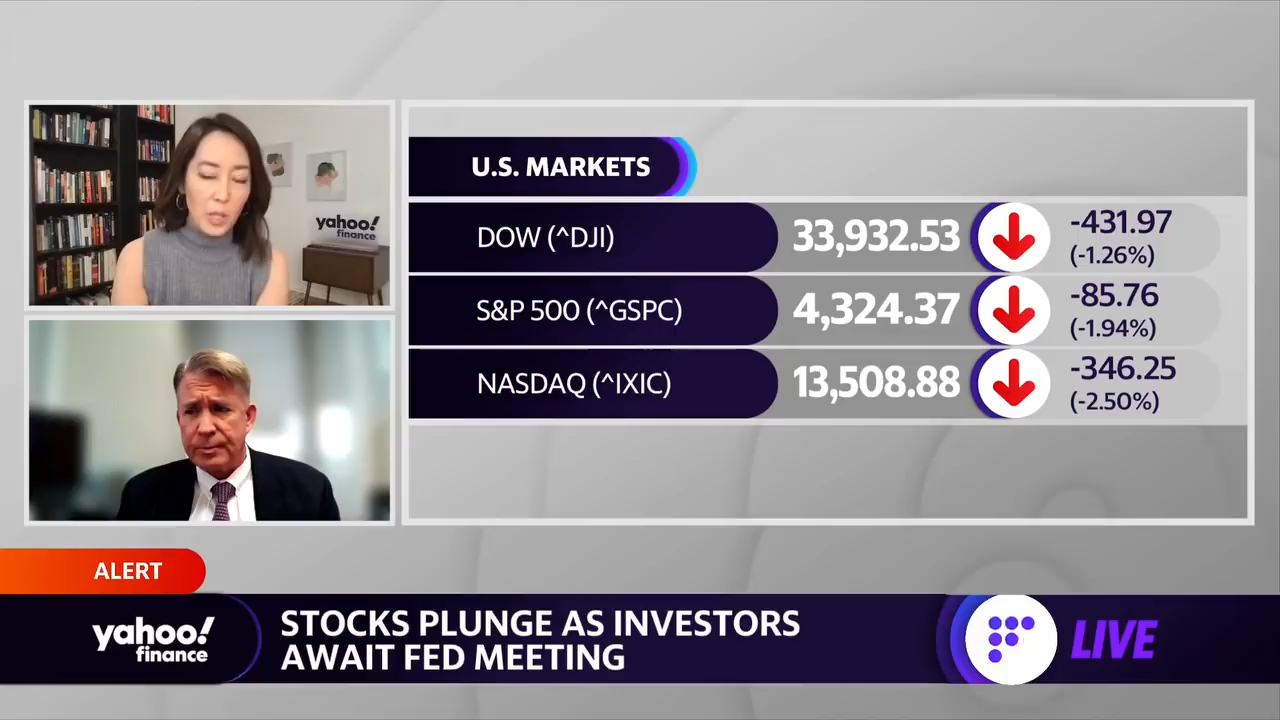 yahoo!
finance
U.S. MARKETS
DOW (^DJI) 33,932.53 -431.97
(-1.26%)
S&P 500 (^GSPC) 4,324.37 -85.76
(-1.94%)
NASDAQ (^IXIC) 13,508.88 -346.25
(-2.50%)
ALERT
yahoo!
finance
STOCKS PLUNGE AS INVESTORS
AWAIT FED MEETING
LIVE